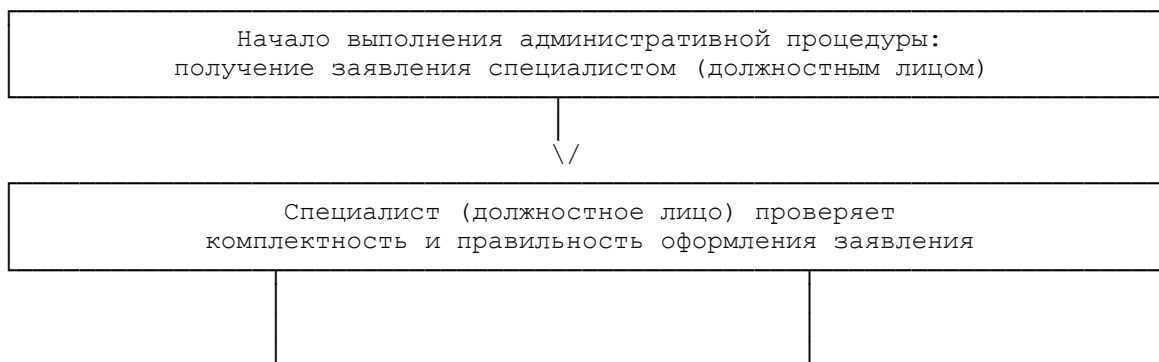 Начало выполнения административной процедуры:
получение заявления специалистом (должностным лицом)
\/
Специалист (должностное лицо) проверяет
комплектность и правильность оформления заявления